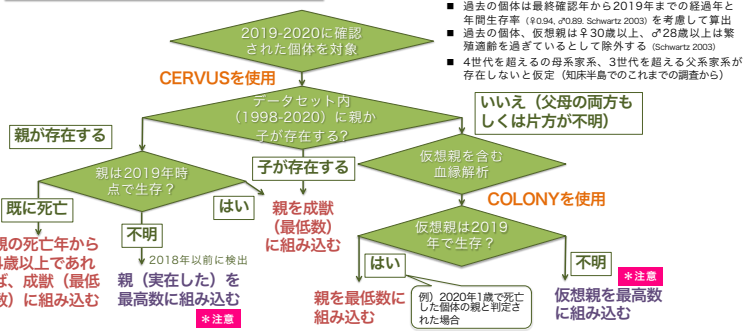 ■ 過去の個体は最終確認年から2019年までの経過年と
年間生存率（♀0.94, ♂0.89. Schwartz 2003）を考慮して算出
■ 過去の個体、仮想親は♀30歳以上、♂28歳以上は繁
殖適齢を過ぎているとして除外する（Schwartz 2003）
■ 4世代を超えるの母系家系、3世代を超える父系家系が
存在しないと仮定（知床半島でのこれまでの調査から）
2019-2020に確認
された個体を対象
CERVUSを使用
データセット内
（1998-2020）に親か
子が存在する?
いいえ（父母の両方も
しくは片方が不明）
親が存在する
親は2019年時
点で生存？
子が存在する
仮想親を含む
血縁解析
COLONYを使用
既に死亡
不明
はい
親を成獣
（最低数）
に組み込む
仮想親は2019
年で生存？
親の死亡年から
4歳以上であれ
ば、成獣（最低
数）に組み込む
2018年以前に検出
親（実在した）を
最高数に組み込む
＊注意
はい
親を最低数に
組み込む
例）2020年1歳で死亡
した個体の親と判定さ
れた場合
不明
＊注意
仮想親を最高数
に組み込む